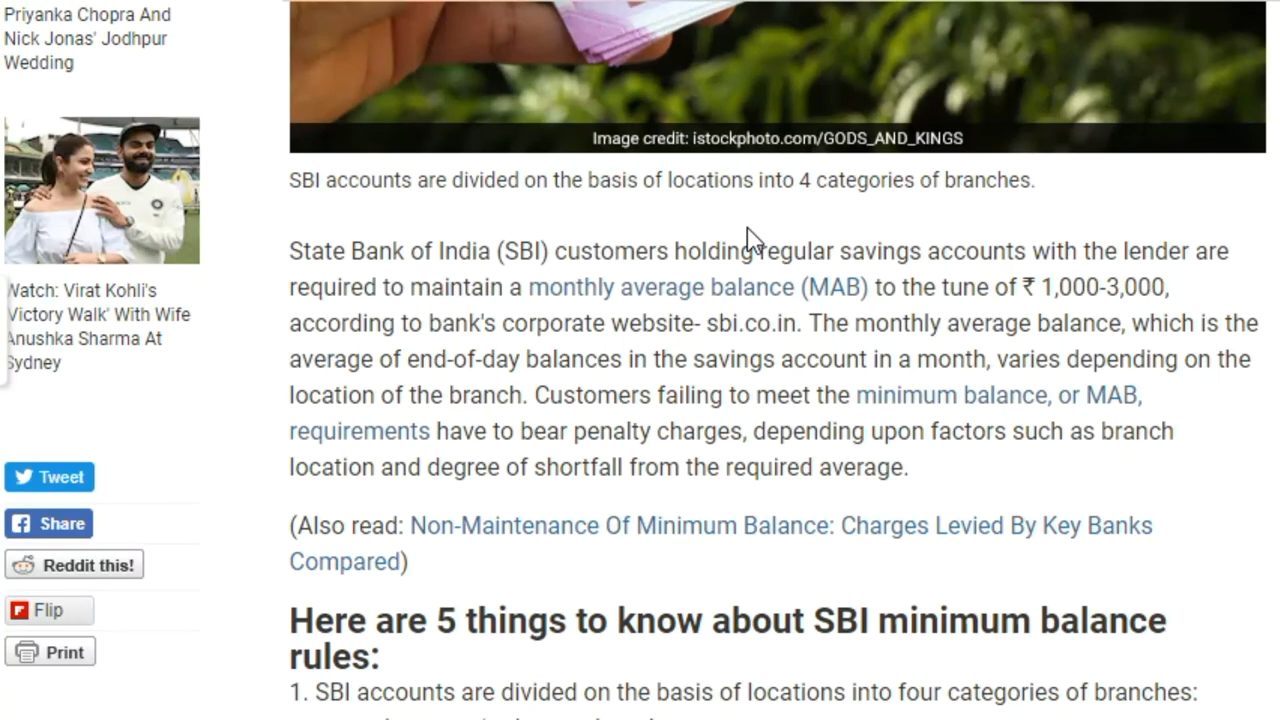 Priyanka Chopra And
Nick Jonas' Jodhpur
Wedding
Watch: Virat Kohli's
'Victory Walk' With Wife
Anushka Sharma At
Sydney
Tweet
Share
Reddit this!
Flip
Print
Image credit: istockphoto.com/GODS_AND_KINGS
SBI accounts are divided on the basis of locations into 4 categories of branches.
State Bank of India (SBI) customers holding regular savings accounts with the lender are
required to maintain a monthly average balance (MAB) to the tune of ₹ 1,000-3,000,
according to bank's corporate website- sbi.co.in. The monthly average balance, which is the
average of end-of-day balances in the savings account in a month, varies depending on the
location of the branch. Customers failing to meet the minimum balance, or MAB,
requirements have to bear penalty charges, depending upon factors such as branch
location and degree of shortfall from the required average.
(Also read: Non-Maintenance Of Minimum Balance: Charges Levied By Key Banks
Compared)
Here are 5 things to know about SBI minimum balance
rules:
1. SBI accounts are divided on the basis of locations into four categories of branches: